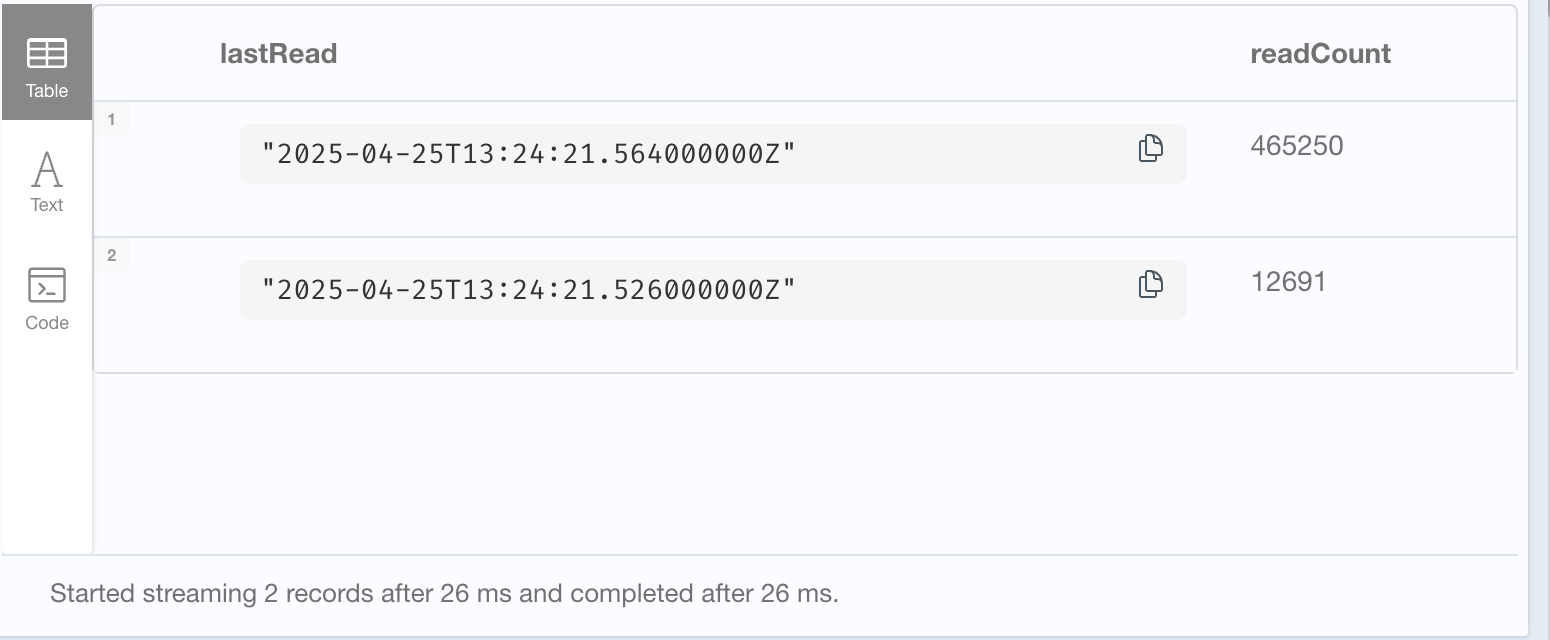 lastRead readCount
Table
1
"2025-04-25T13:24:21.564000000Z" 465250
Text
2
"2025-04-25T13:24:21.526000000Z" 12691
Code
Started streaming 2 records after 26 ms and completed after 26 ms.